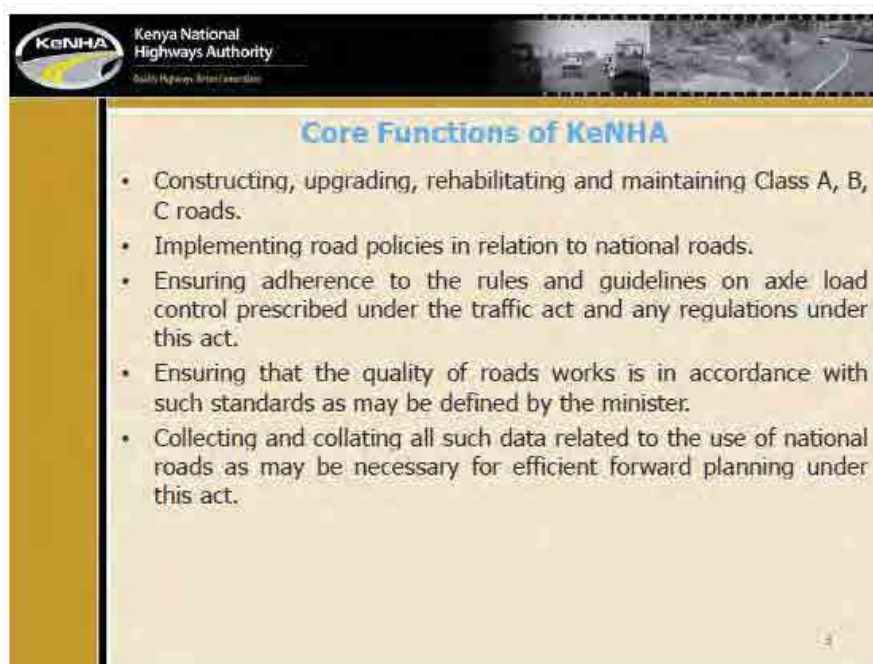 KeNHA
Kenya National
Highways Authority
Core Functions of KeNHA
• Constructing, upgrading, rehabilitating and maintaining Class A, B,
C roads.
• Implementing road policies in relation to national roads.
• Ensuring adherence to the rules and guidelines on axle load
control prescribed under the traffic act and any regulations under
this act.
• Ensuring that the quality of roads works is in accordance with
such standards as may be defined by the minister.
• Collecting and collating all such data related to the use of national
roads as may be necessary for efficient forward planning under
this act.